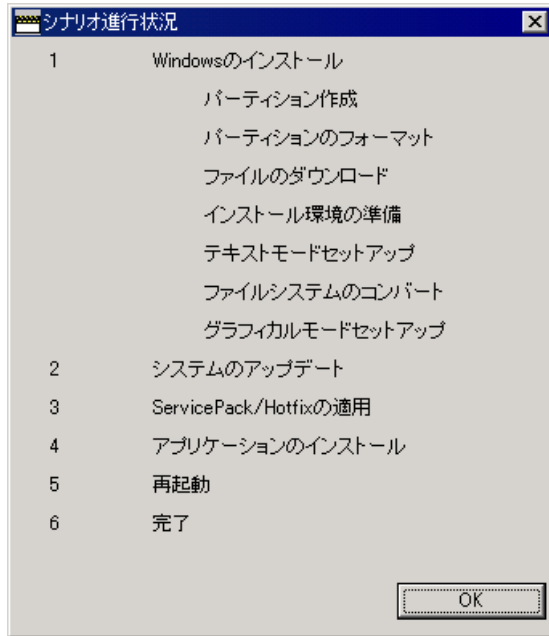 シナリオ進行状況
1 Windowsのインストール
パーティション作成
パーティションのフォーマット
ファイルのダウンロード
インストール環境の準備
テキストモードセットアップ
ファイルシステムのコンバート
グラフィカルモードセットアップ
2 システムのアップデート
3 ServicePack/Hotfixの適用
4 アプリケーションのインストール
5 再起動
6 完了
OK